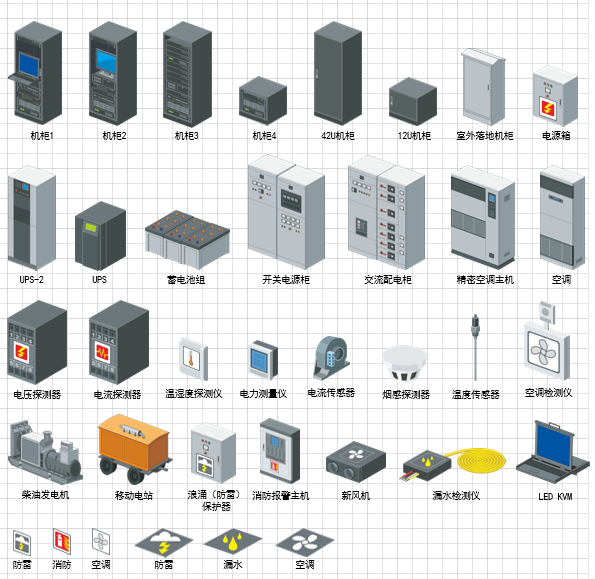 机柜1 机柜2 机柜3 机柜4 42U机柜 12U机柜 室外落地机柜 电源箱
UPS-2 UPS 蓄电池组 开关电源柜 交流配电柜 精密空调主机 空调
电压探测器 电流探测器 温湿度探测仪 电力测量仪 电流传感器 烟感探测器 温度传感器 空调检测仪
柴油发电机 移动电站 浪涌（防雷）
保护器 消防报警主机 新风机 漏水检测仪 LED KVM
防雷 消防 空调 防雷 漏水 空调